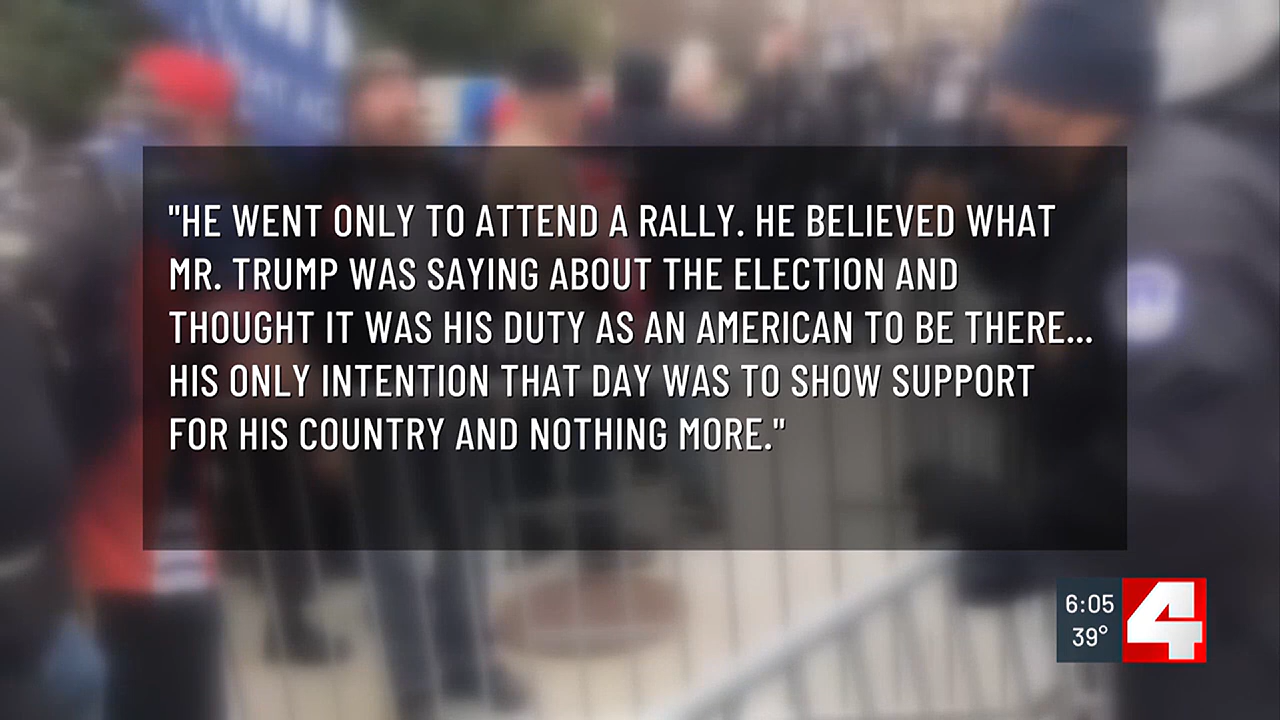 "HE WENT ONLY TO ATTEND A RALLY. HE BELIEVED WHAT
MR. TRUMP WAS SAYING ABOUT THE ELECTION AND
THOUGHT IT WAS HIS DUTY AS AN AMERICAN TO BE THERE...
HIS ONLY INTENTION THAT DAY WAS TO SHOW SUPPORT
FOR HIS COUNTRY AND NOTHING MORE."
6:05
39°
4